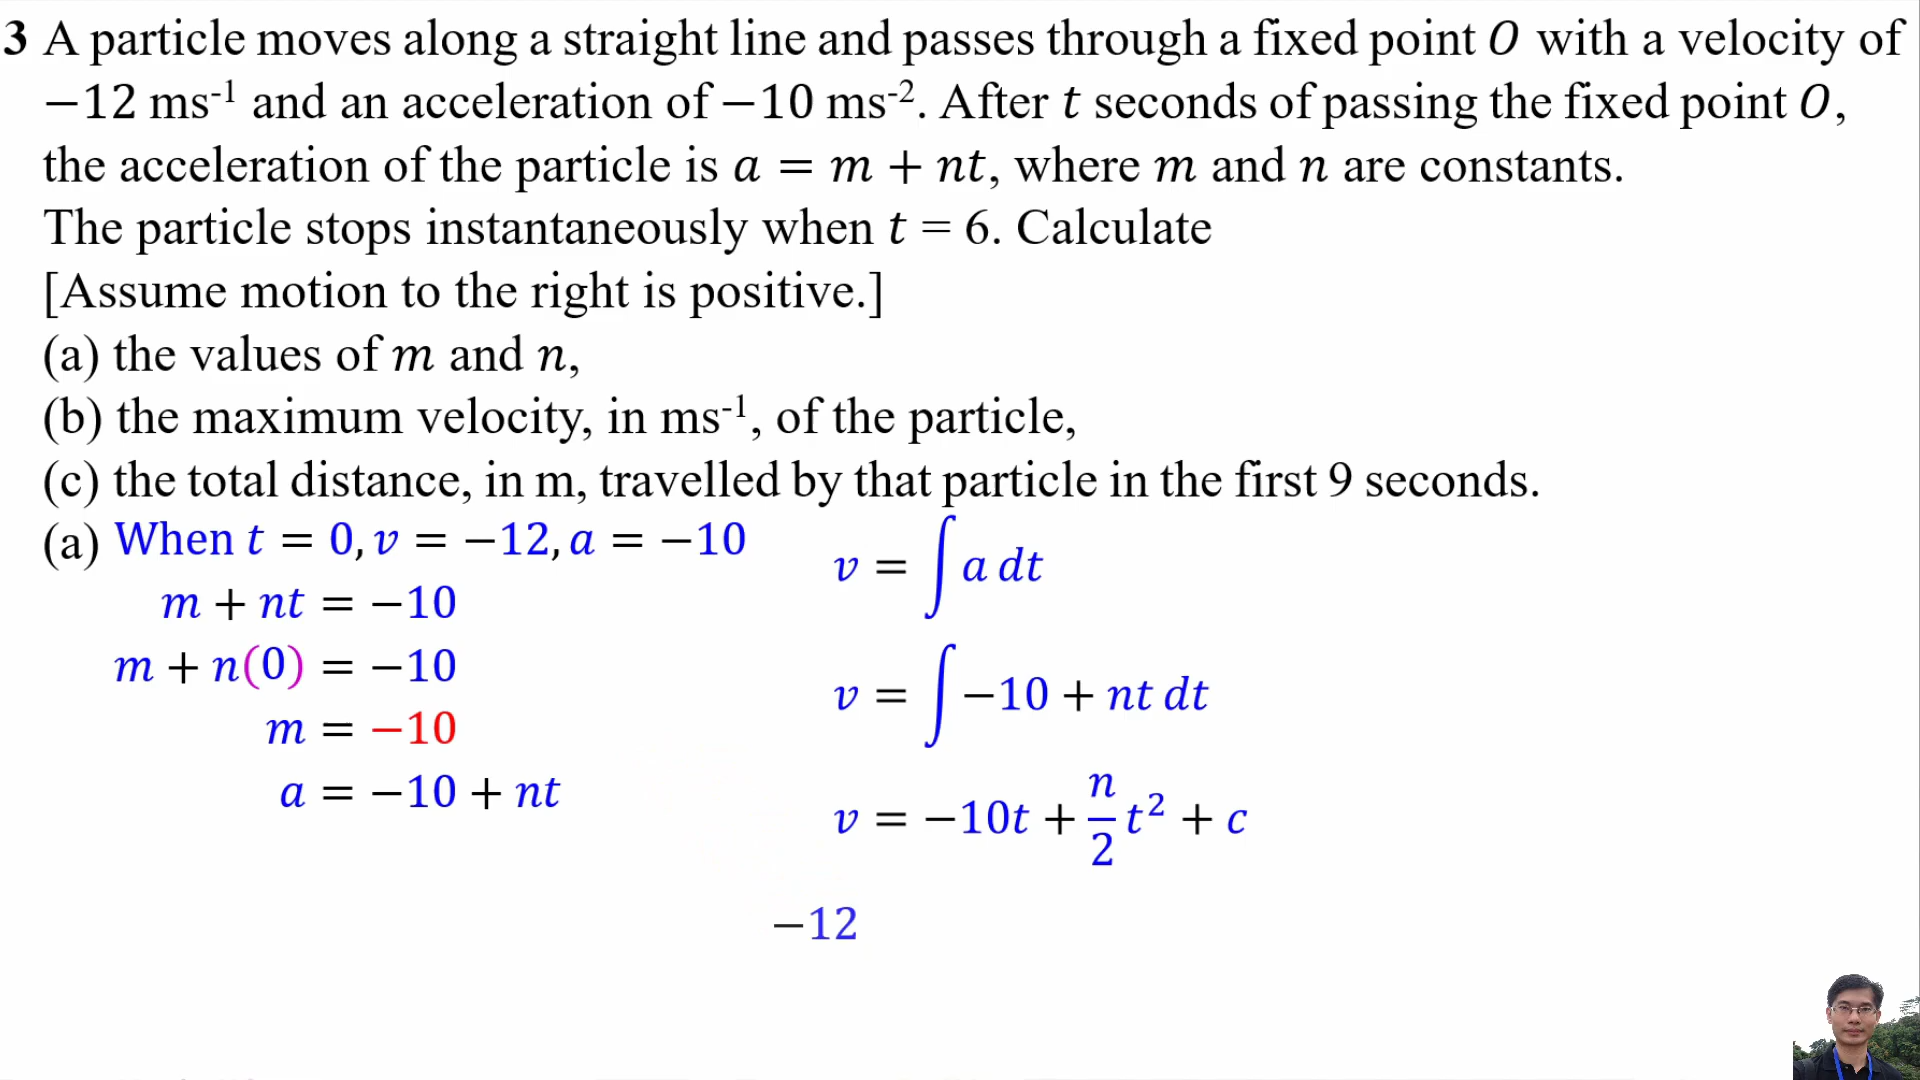 3 A particle moves along a straight line and passes through a fixed point O with a velocity of
−12 ms⁻¹ and an acceleration of −10 ms⁻². After t seconds of passing the fixed point O,
the acceleration of the particle is a = m + nt, where m and n are constants.
The particle stops instantaneously when t = 6. Calculate
[Assume motion to the right is positive.]
(a) the values of m and n,
(b) the maximum velocity, in ms⁻¹, of the particle,
(c) the total distance, in m, travelled by that particle in the first 9 seconds.
(a) When t = 0, v = −12, a = −10
m + nt = −10
m + n(0) = −10
m = −10
a = −10 + nt
v = ∫ a dt
v = ∫ −10 + nt dt
v = −10t + n/2 t² + c
−12